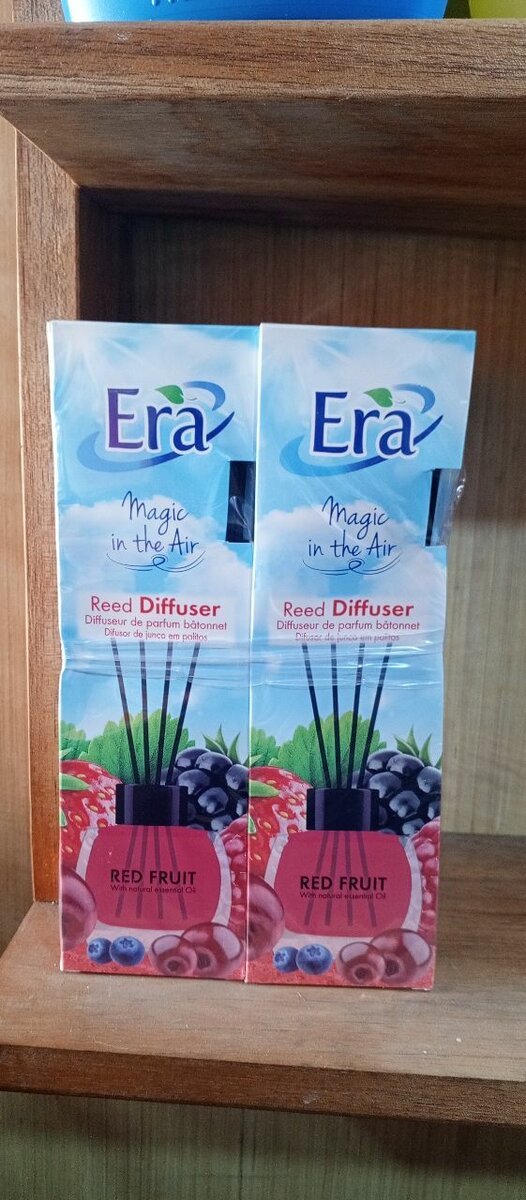 Era
Magic
in the Air
Reed Diffuser
Diffuseur de parfum bâtonnet
Difusor de junco em palitos
RED FRUIT
With natural essential Oil
Era
Magic
in the Air
Reed Diffuser
Diffuseur de parfum bâtonnet
Difusor de junco em palitos
RED FRUIT
With natural essential Oil